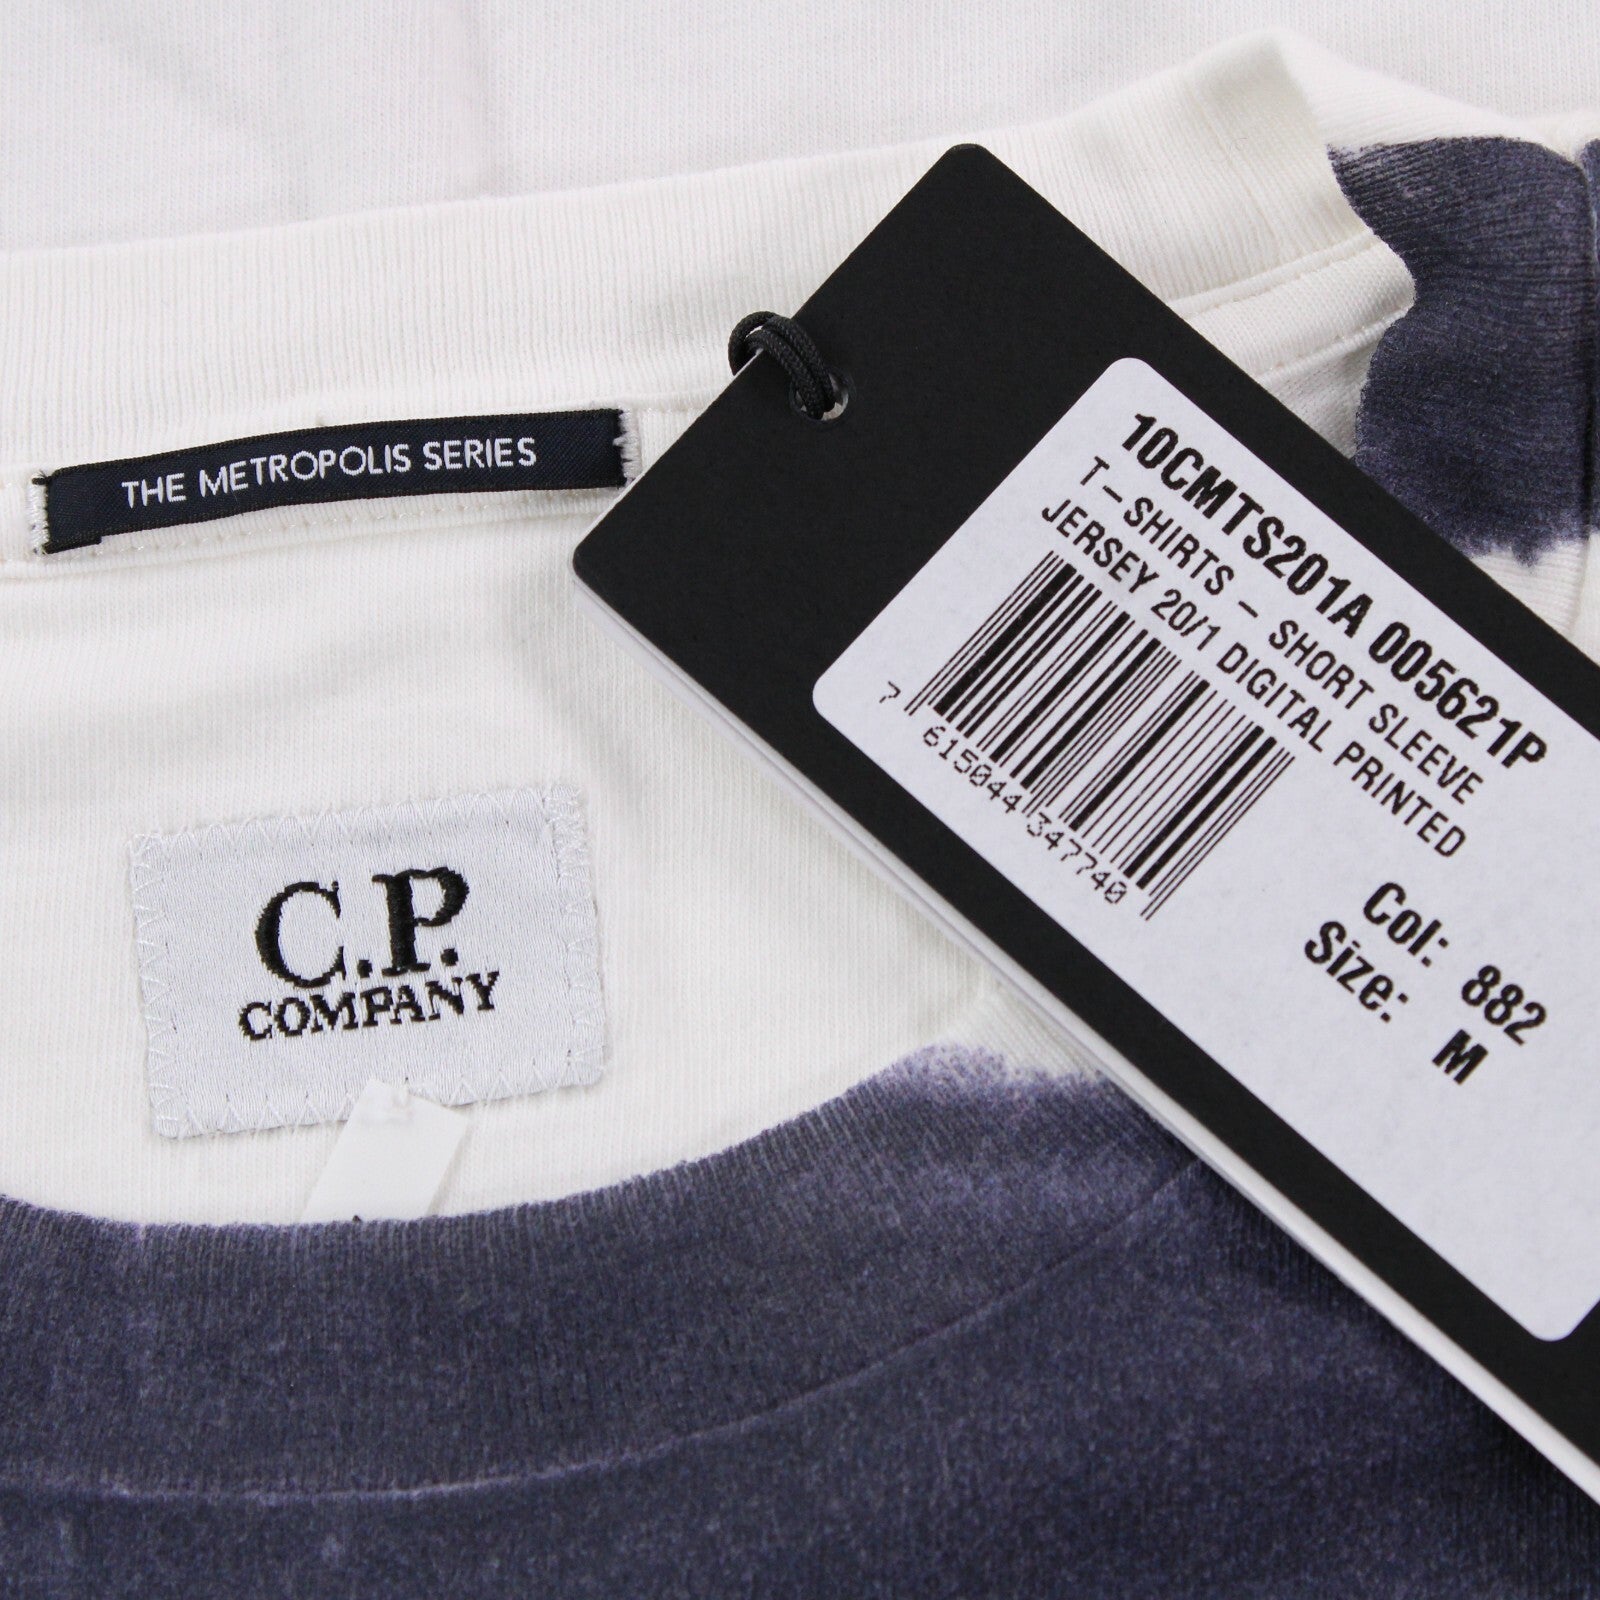 THE METROPOLIS SERIES
C.P.
COMPANY
10CMTS201A 005621P
T-SHIRTS - SHORT SLEEVE
JERSEY 20/1 DIGITAL PRINTED
7 615044 347740
Col: 882
Size: M